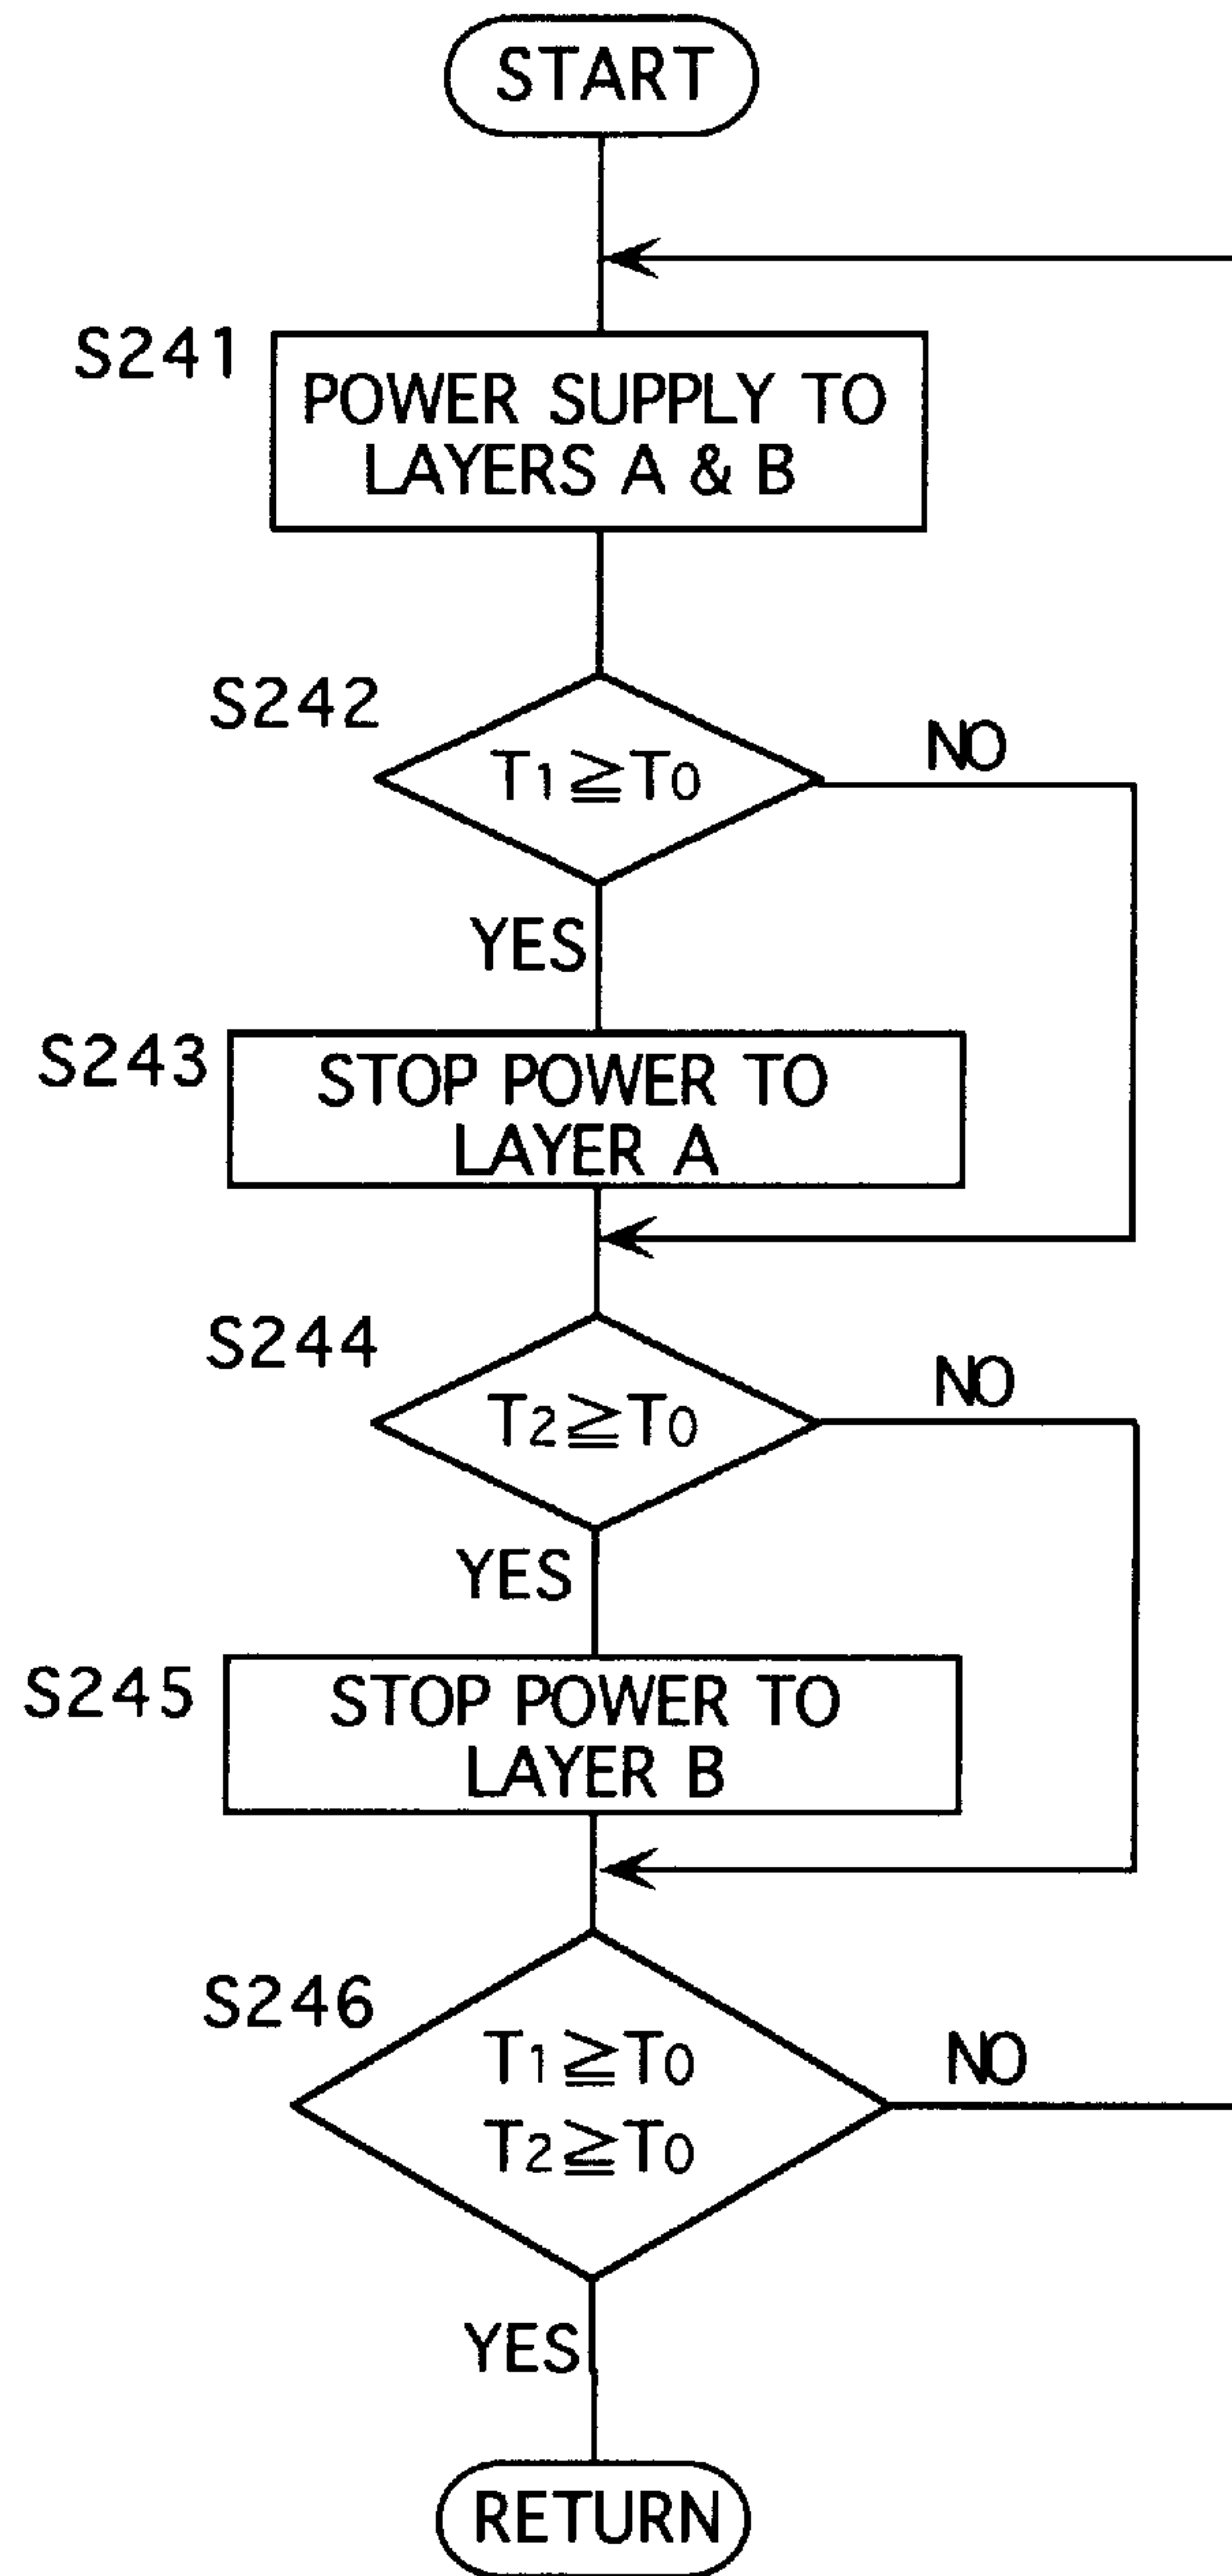 START
S241
POWER SUPPLY TO
LAYERS A & B
S242
T1≧T0
NO
YES
S243
STOP POWER TO
LAYER A
S244
T2≧T0
NO
YES
S245
STOP POWER TO
LAYER B
S246
T1≧T0
T2≧T0
NO
YES
RETURN